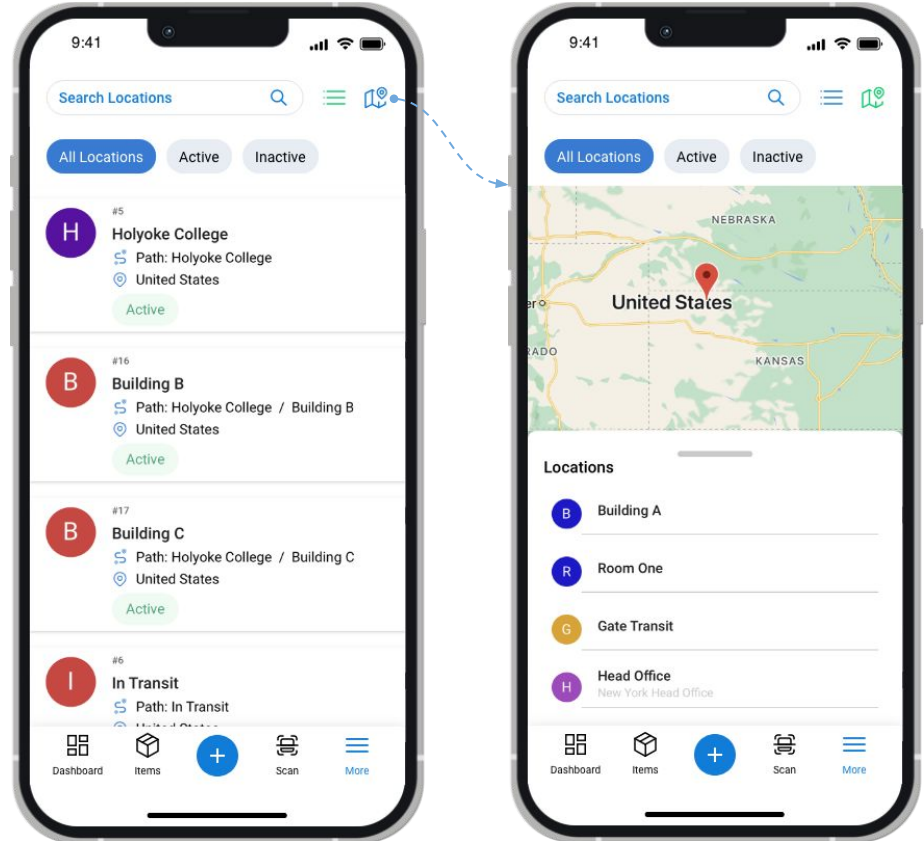 9:41
Search Locations
All Locations Active Inactive
H
#5
Holyoke College
Path: Holyoke College
United States
Active
B
#16
Building B
Path: Holyoke College / Building B
United States
Active
B
#17
Building C
Path: Holyoke College / Building C
United States
Active
I
#6
In Transit
Path: In Transit
United States
Dashboard Items Scan More
9:41
Search Locations
All Locations Active Inactive
NEBRASKA
United States
KANSAS
Locations
B Building A
R Room One
G Gate Transit
H Head Office
New York Head Office
Dashboard Items Scan More